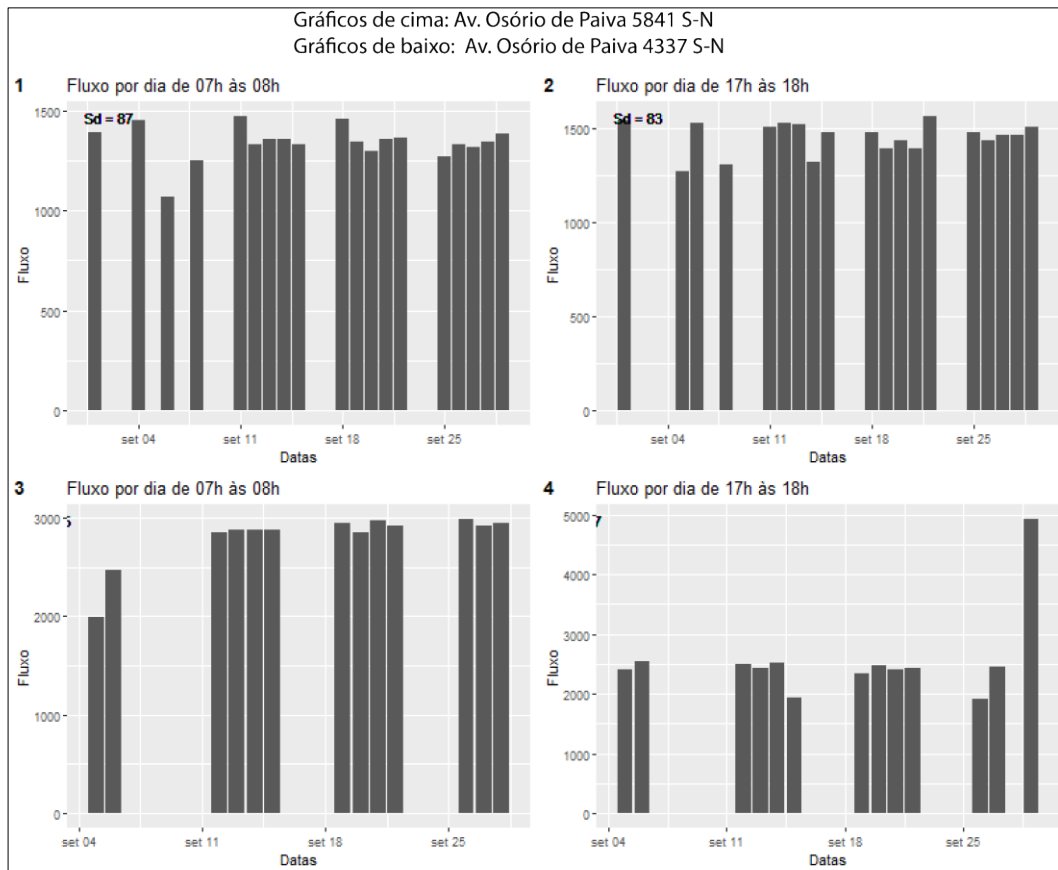 Gráficos de cima: Av. Osório de Paiva 5841 S-N
Gráficos de baixo: Av. Osório de Paiva 4337 S-N
1 Fluxo por dia de 07h às 08h
Sd = 87
1500
1000
500
0
Fluxo
set 04 set 11 set 18 set 25
Datas
2 Fluxo por dia de 17h às 18h
Sd = 83
1500
1000
500
0
Fluxo
set 04 set 11 set 18 set 25
Datas
3 Fluxo por dia de 07h às 08h
3000
2000
1000
0
Fluxo
set 04 set 11 set 18 set 25
Datas
4 Fluxo por dia de 17h às 18h
5000
7
4000
3000
2000
1000
0
Fluxo
set 04 set 11 set 18 set 25
Datas